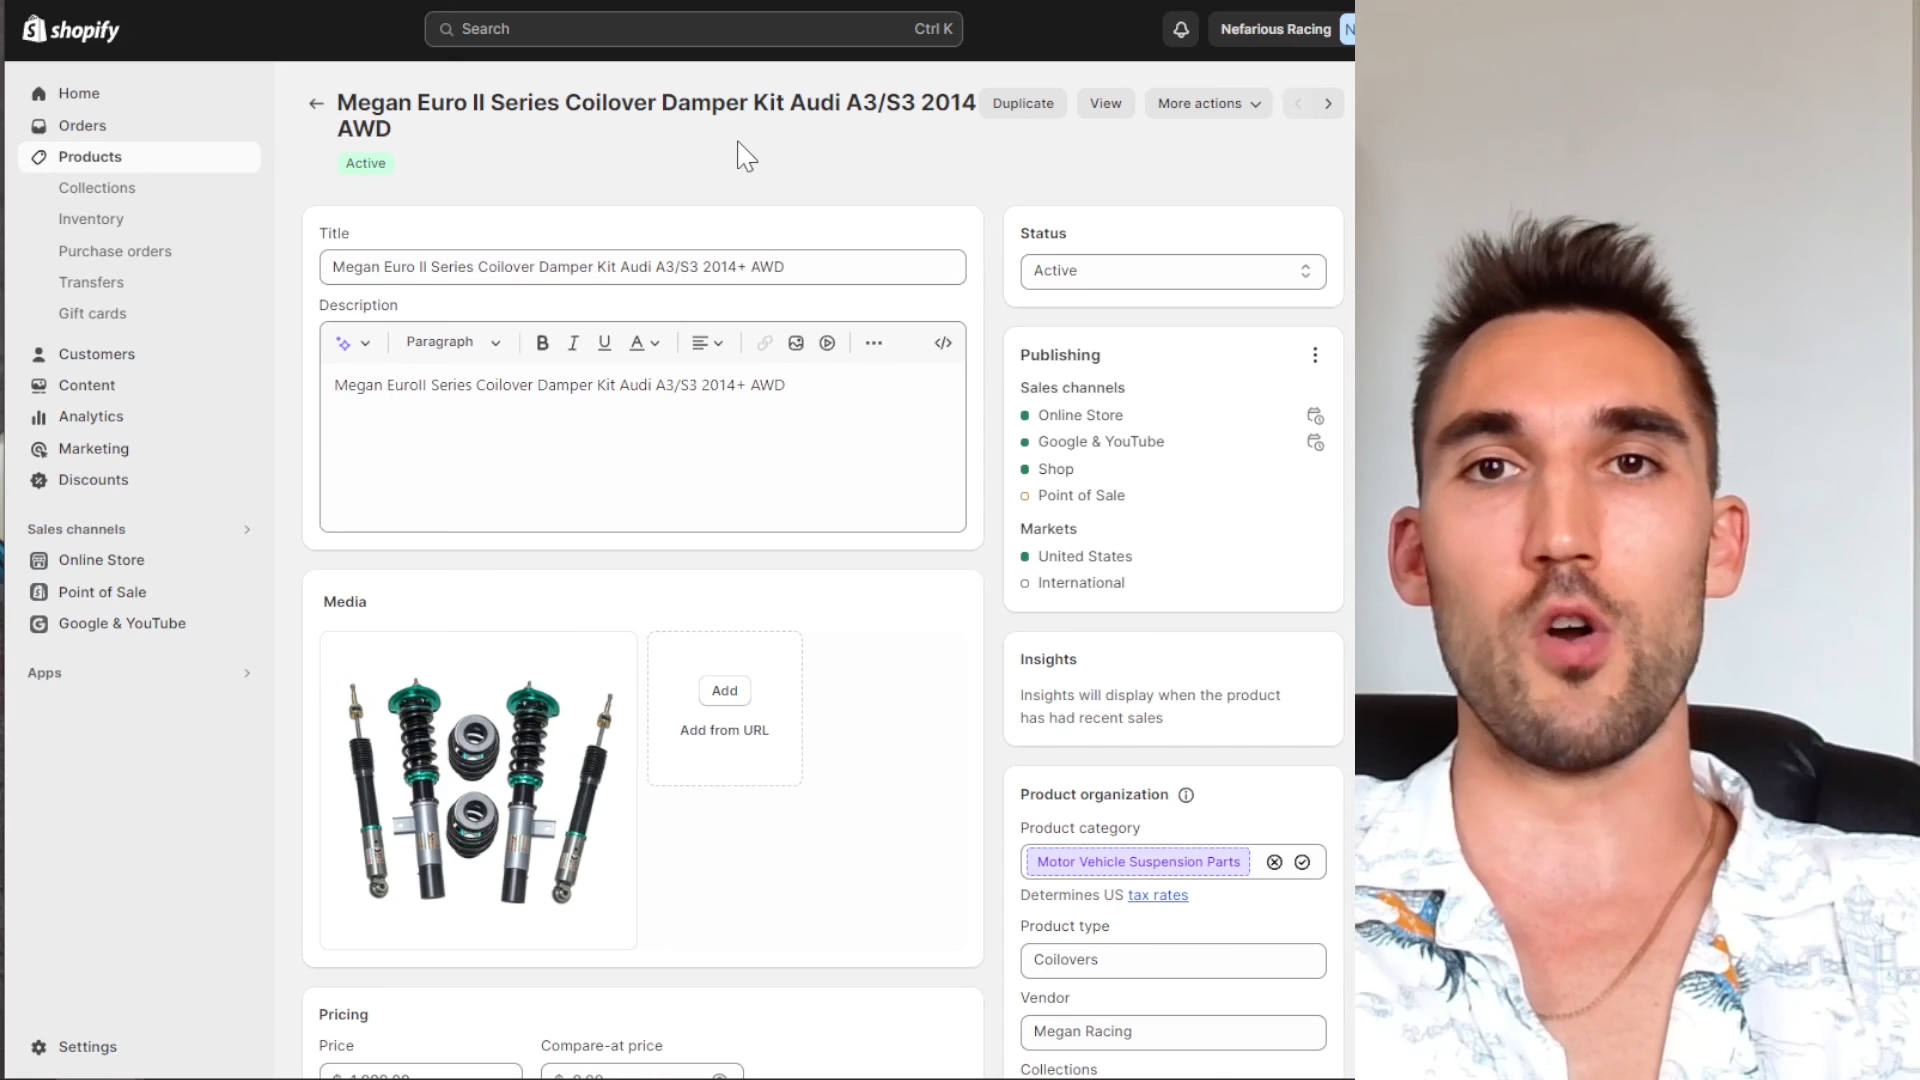 shopify
Search
Ctrl K
Nefarious Racing
N
Home
Orders
Products
Collections
Inventory
Purchase orders
Transfers
Gift cards
Customers
Content
Analytics
Marketing
Discounts
Sales channels
Online Store
Point of Sale
Google & YouTube
Apps
Settings
Megan Euro II Series Coilover Damper Kit Audi A3/S3 2014
AWD
Duplicate
View
More actions
Active
Title
Megan Euro II Series Coilover Damper Kit Audi A3/S3 2014+ AWD
Description
Paragraph
Megan EuroII Series Coilover Damper Kit Audi A3/S3 2014+ AWD
Media
Add
Add from URL
Pricing
Price
Compare-at price
Status
Active
Publishing
Sales channels
Online Store
Google & YouTube
Shop
Point of Sale
Markets
United States
International
Insights
Insights will display when the product
has had recent sales
Product organization
Product category
Motor Vehicle Suspension Parts
Determines US tax rates
Product type
Coilovers
Vendor
Megan Racing
Collections